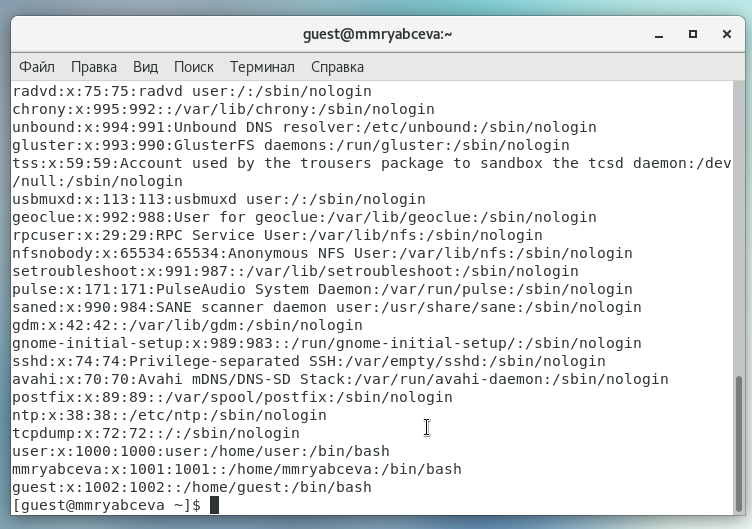 guest@mmryabceva:~
Файл Правка Вид Поиск Терминал Справка
radvd:x:75:75:radvd user:/:/sbin/nologin
chrony:x:995:992::/var/lib/chrony:/sbin/nologin
unbound:x:994:991:Unbound DNS resolver:/etc/unbound:/sbin/nologin
gluster:x:993:990:GlusterFS daemons:/run/gluster:/sbin/nologin
tss:x:59:59:Account used by the trousers package to sandbox the tcsd daemon:/dev
/null:/sbin/nologin
usbmuxd:x:113:113:usbmuxd user:/:/sbin/nologin
geoclue:x:992:988:User for geoclue:/var/lib/geoclue:/sbin/nologin
rpcuser:x:29:29:RPC Service User:/var/lib/nfs:/sbin/nologin
nfsnobody:x:65534:65534:Anonymous NFS User:/var/lib/nfs:/sbin/nologin
setroubleshoot:x:991:987::/var/lib/setroubleshoot:/sbin/nologin
pulse:x:171:171:PulseAudio System Daemon:/var/run/pulse:/sbin/nologin
saned:x:990:984:SANE scanner daemon user:/usr/share/sane:/sbin/nologin
gdm:x:42:42::/var/lib/gdm:/sbin/nologin
gnome-initial-setup:x:989:983::/run/gnome-initial-setup/:/sbin/nologin
sshd:x:74:74:Privilege-separated SSH:/var/empty/sshd:/sbin/nologin
avahi:x:70:70:Avahi mDNS/DNS-SD Stack:/var/run/avahi-daemon:/sbin/nologin
postfix:x:89:89::/var/spool/postfix:/sbin/nologin
ntp:x:38:38::/etc/ntp:/sbin/nologin
tcpdump:x:72:72::/:/sbin/nologin
user:x:1000:1000:user:/home/user:/bin/bash
mmryabceva:x:1001:1001::/home/mmryabceva:/bin/bash
guest:x:1002:1002::/home/guest:/bin/bash
[guest@mmryabceva ~]$